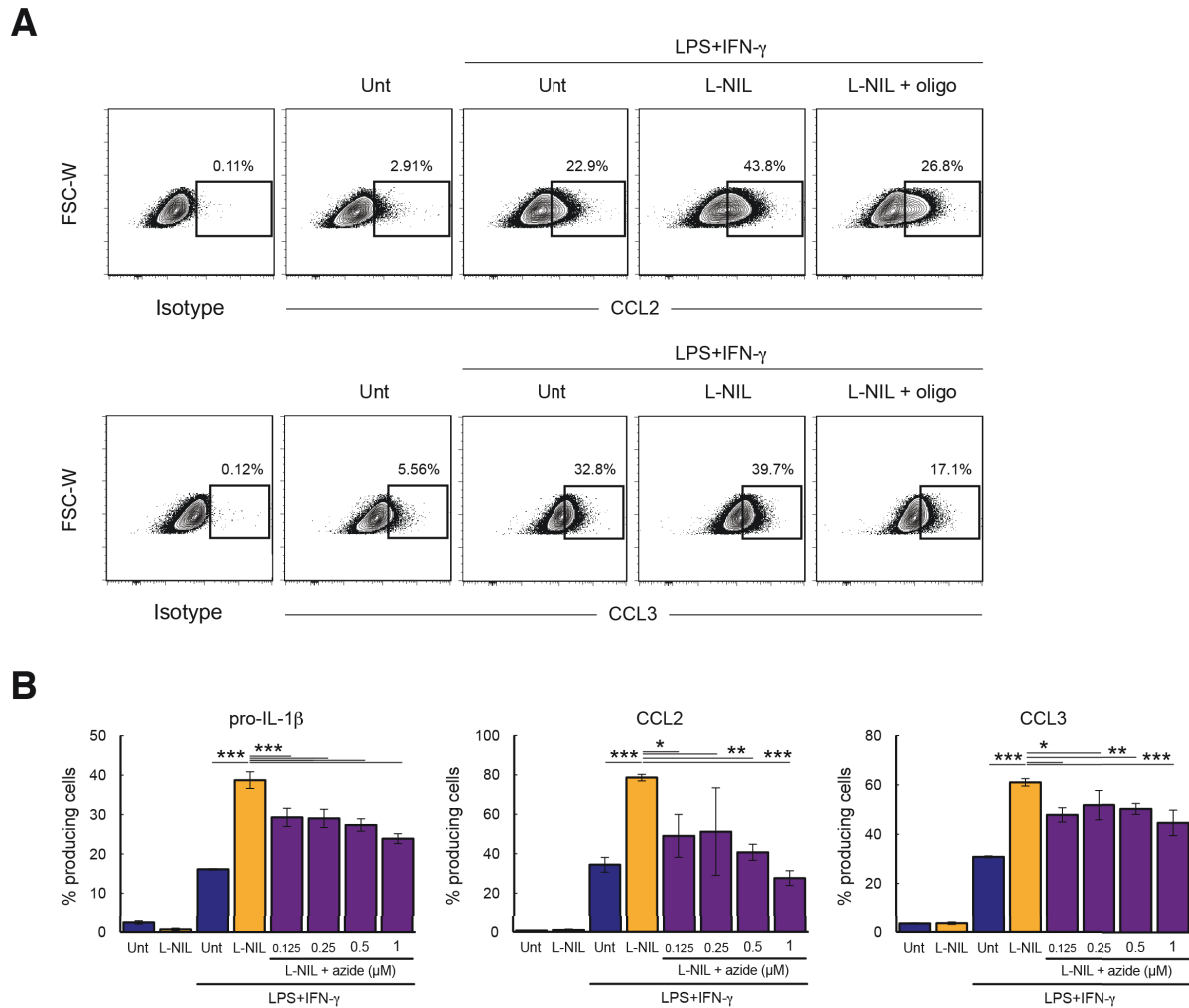 A
LPS+IFN-γ
Unt Unt L-NIL L-NIL + oligo
FSC-W
0.11% 2.91% 22.9% 43.8% 26.8%
Isotype CCL2
LPS+IFN-γ
Unt Unt L-NIL L-NIL + oligo
FSC-W
0.12% 5.56% 32.8% 39.7% 17.1%
Isotype CCL3
B
pro-IL-1β
% producing cells
50
40
30
20
10
0
*** ***
Unt L-NIL Unt L-NIL 0.125 0.25 0.5 1
L-NIL + azide (µM)
LPS+IFN-γ
CCL2
% producing cells
100
80
60
40
20
0
*** * ** ***
Unt L-NIL Unt L-NIL 0.125 0.25 0.5 1
L-NIL + azide (µM)
LPS+IFN-γ
CCL3
% producing cells
80
60
40
20
0
*** * ** ***
Unt L-NIL Unt L-NIL 0.125 0.25 0.5 1
L-NIL + azide (µM)
LPS+IFN-γ